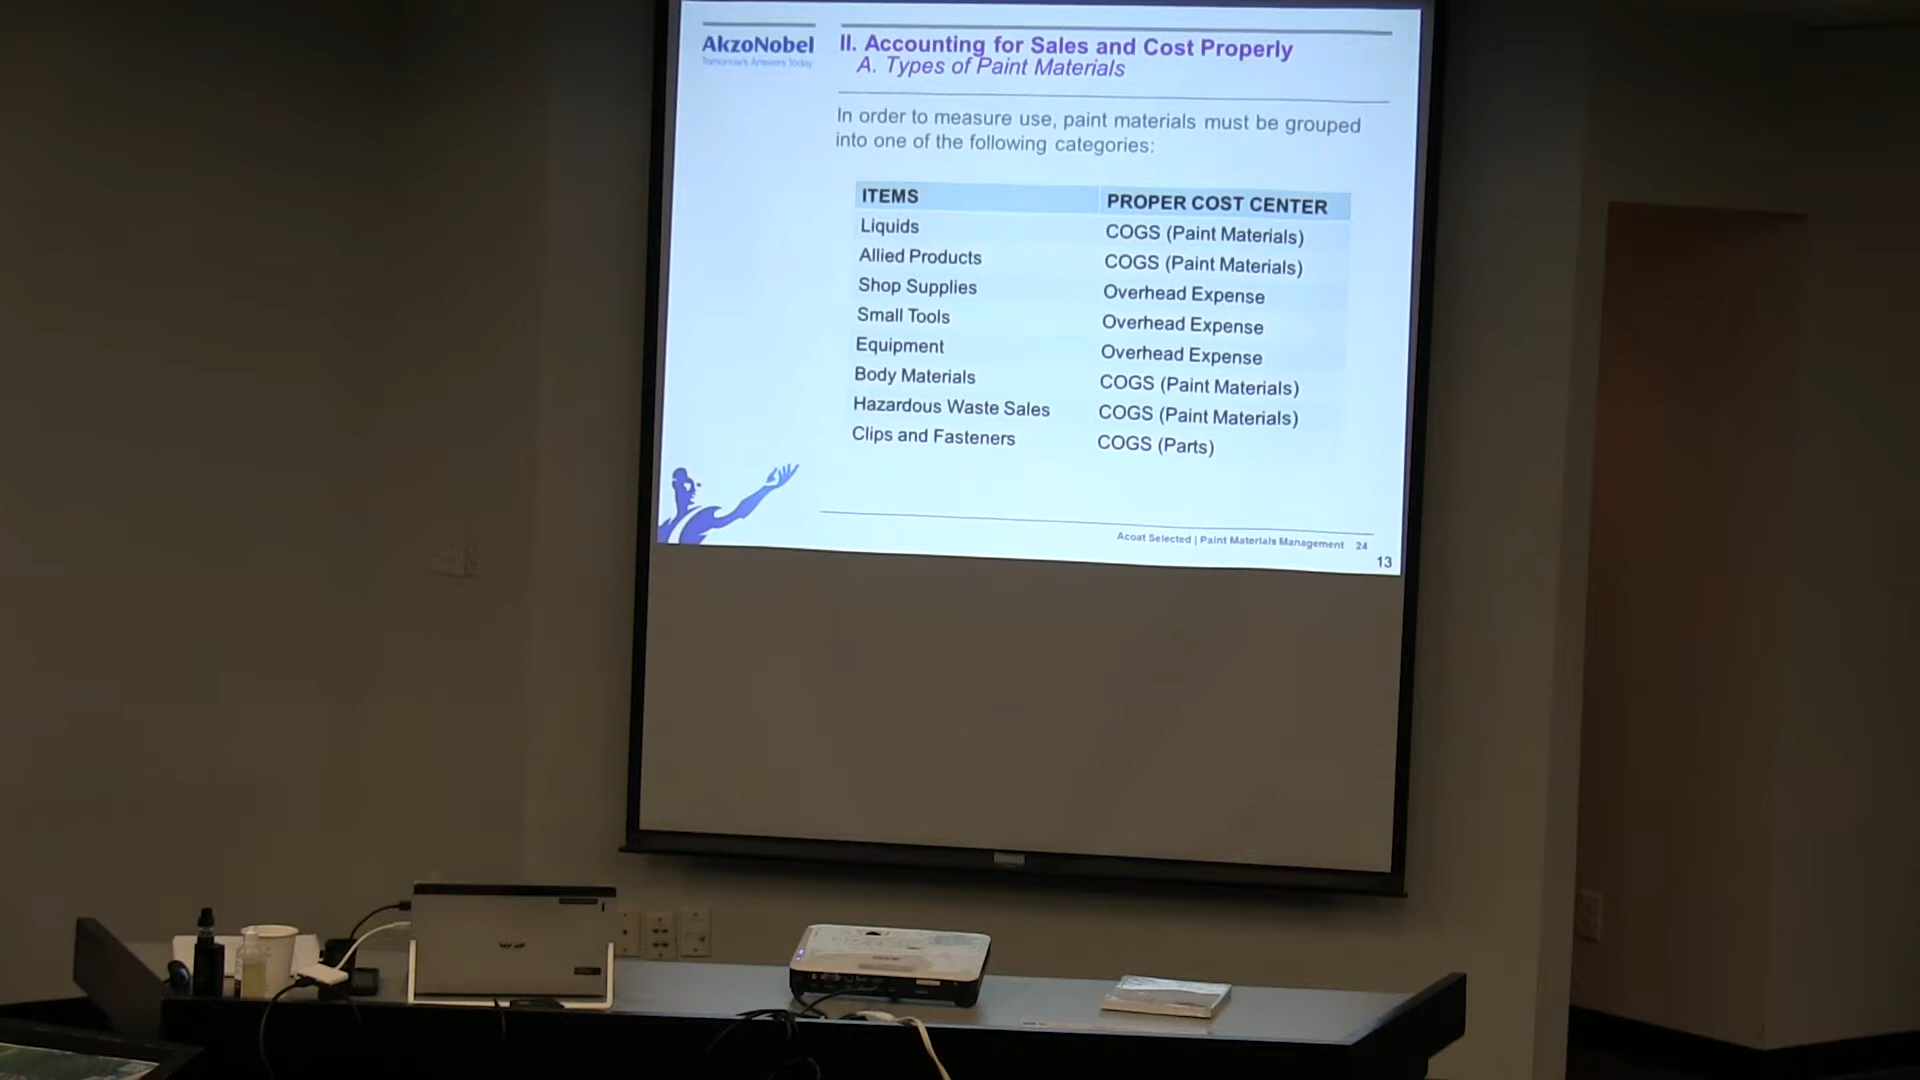 AkzoNobel
Tomorrow's Answers Today
II. Accounting for Sales and Cost Properly
A. Types of Paint Materials
In order to measure use, paint materials must be grouped
into one of the following categories:
ITEMS PROPER COST CENTER
Liquids COGS (Paint Materials)
Allied Products COGS (Paint Materials)
Shop Supplies Overhead Expense
Small Tools Overhead Expense
Equipment Overhead Expense
Body Materials COGS (Paint Materials)
Hazardous Waste Sales COGS (Paint Materials)
Clips and Fasteners COGS (Parts)
Acoat Selected | Paint Materials Management 24
13